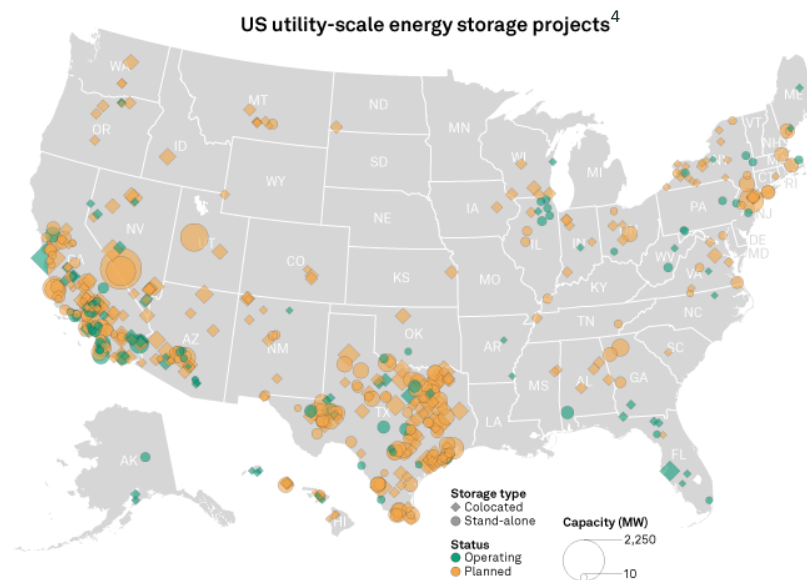 US utility-scale energy storage projects4
WA
MT
ND
MN
ME
OR
VT
NH
ID
SD
WI
MI
WY
CT
RI
IA
PA
NJ
NV
NE
IL
IN
DE
MD
CA
CO
WV
VA
KS
MO
KY
NC
TN
AZ
NM
OK
AR
SC
MS
AL
GA
TX
LA
FL
AK
HI
Storage type
Colocated
Stand-alone
Status
Operating
Planned
Capacity (MW)
2,250
10